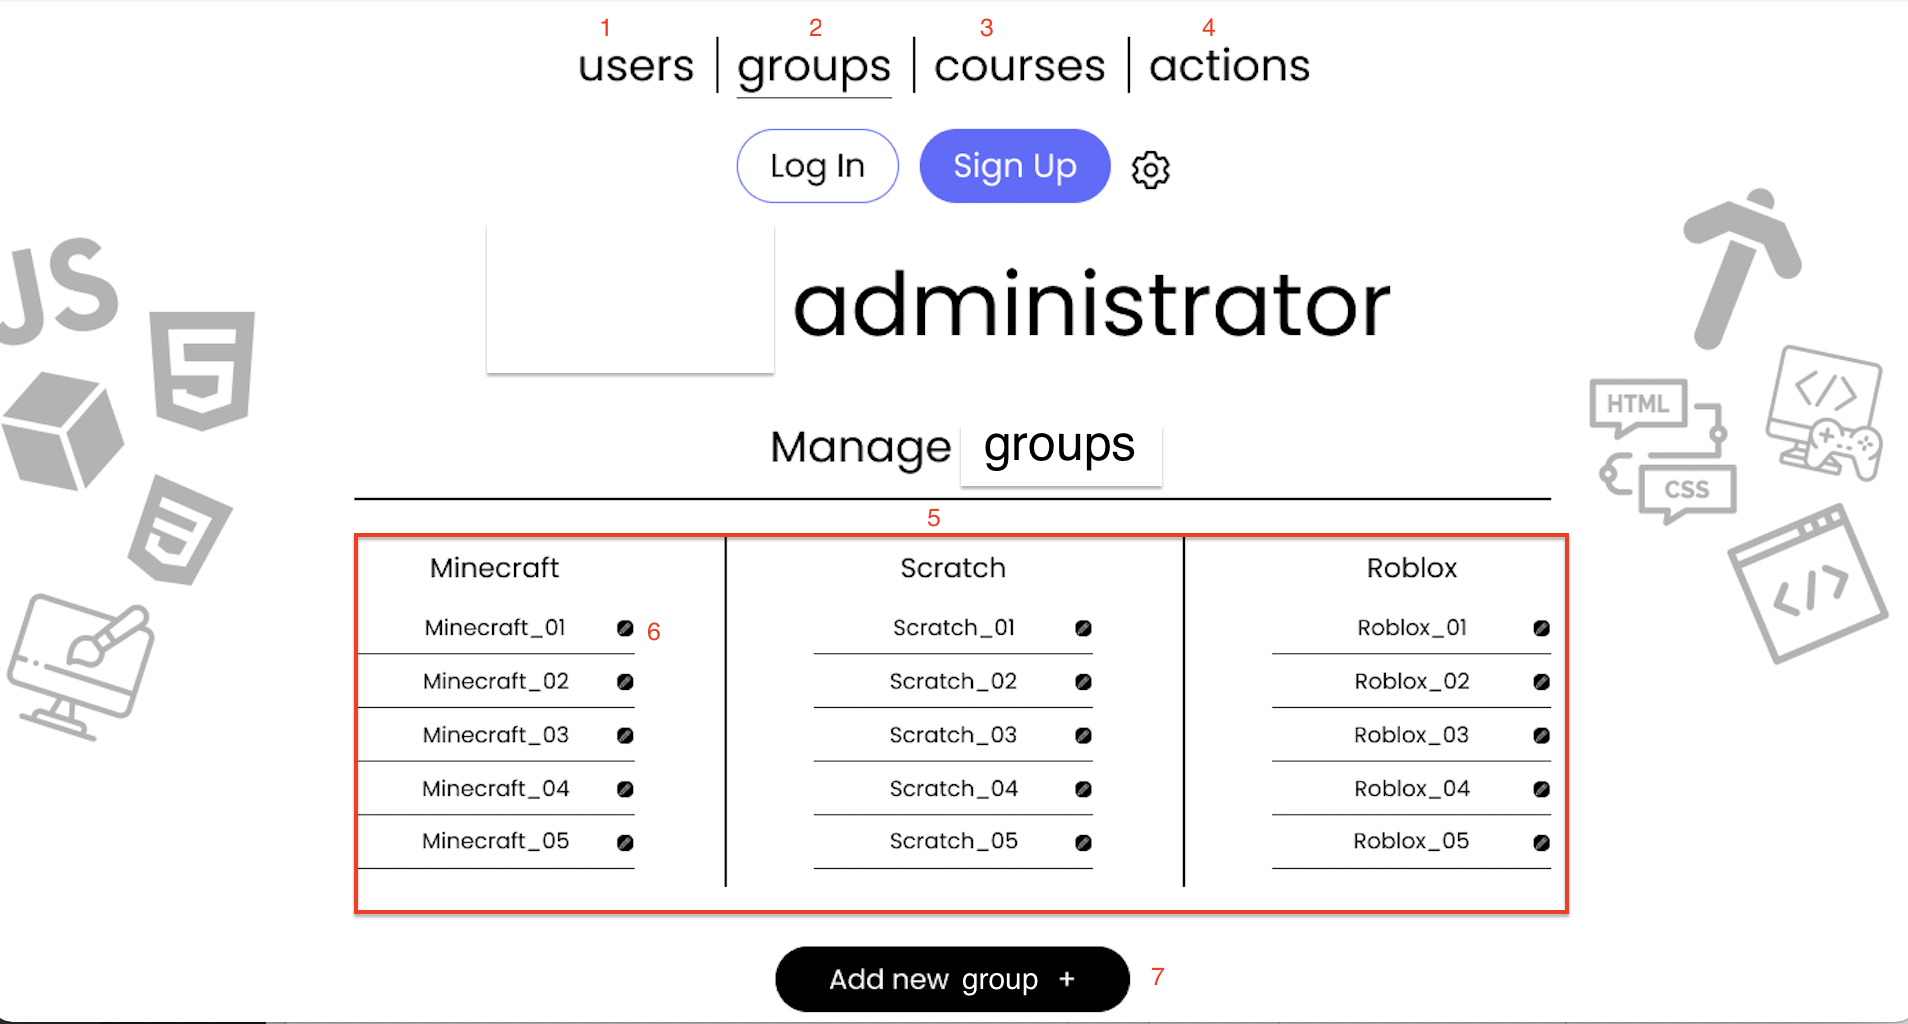 1 2 3 4
users groups courses actions
Log In Sign Up
administrator
Manage groups
5
Minecraft Scratch Roblox
Minecraft_01 6 Scratch_01 Roblox_01
Minecraft_02 Scratch_02 Roblox_02
Minecraft_03 Scratch_03 Roblox_03
Minecraft_04 Scratch_04 Roblox_04
Minecraft_05 Scratch_05 Roblox_05
Add new group + 7
JS
5
3
HTML
CSS